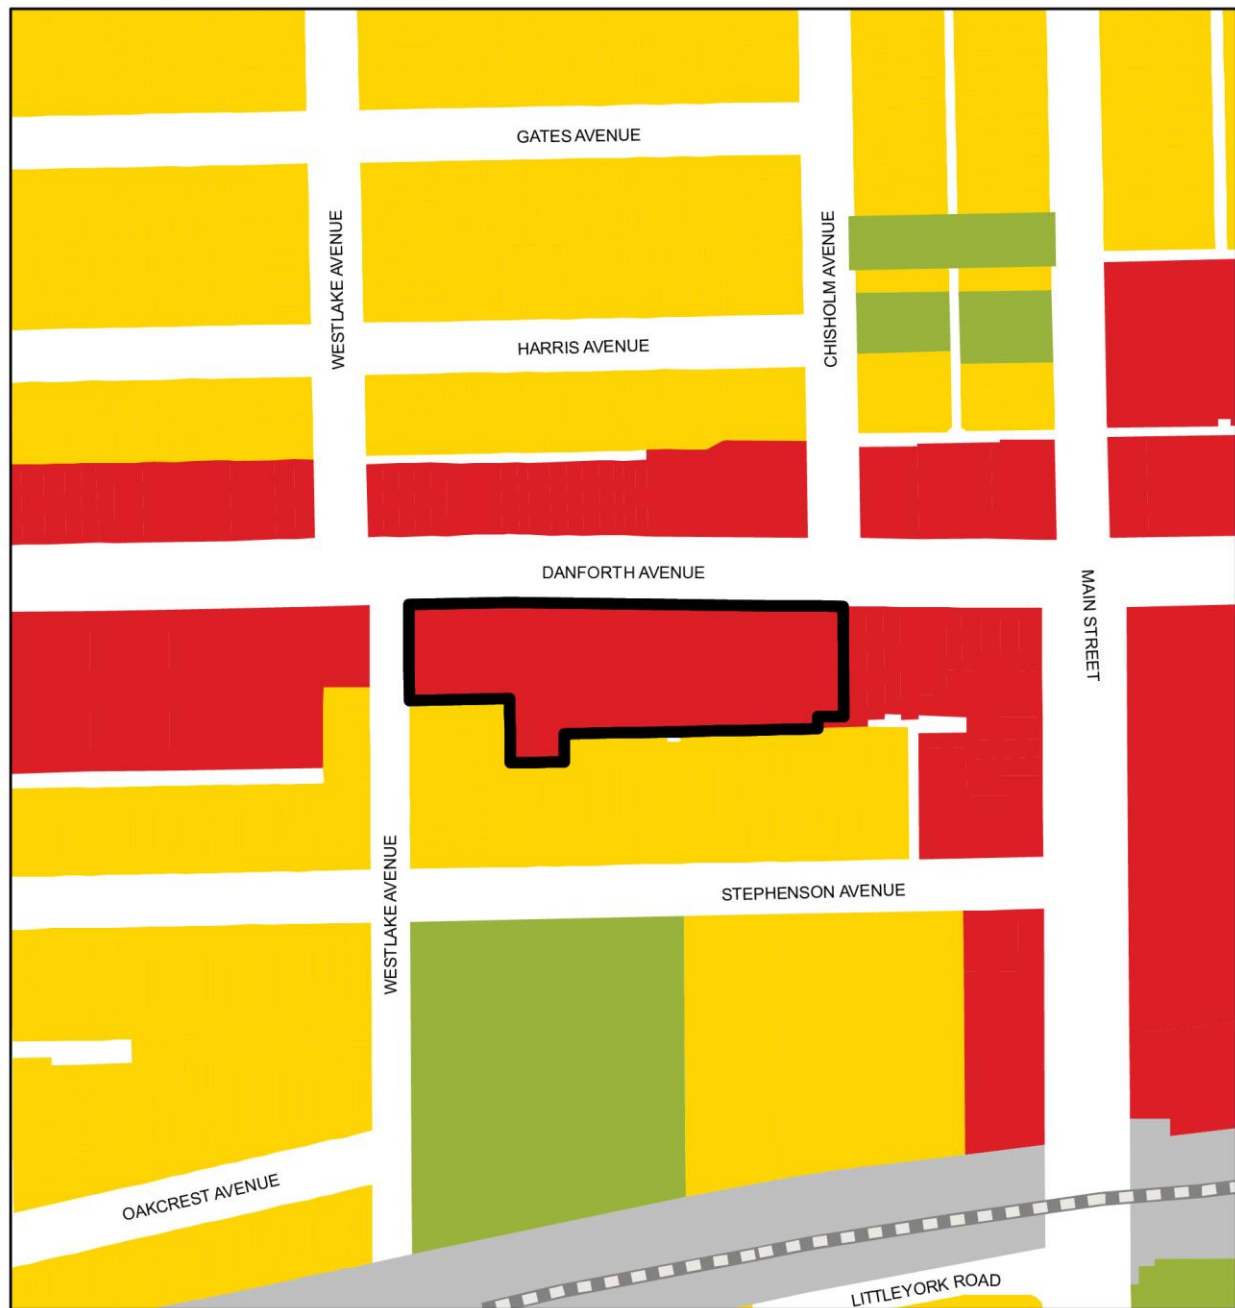 GATES AVENUE
WESTLAKE AVENUE
CHISHOLM AVENUE
HARRIS AVENUE
DANFORTH AVENUE
MAIN STREET
WESTLAKE AVENUE
STEPHENSON AVENUE
OAKCREST AVENUE
LITTLEYORK ROAD